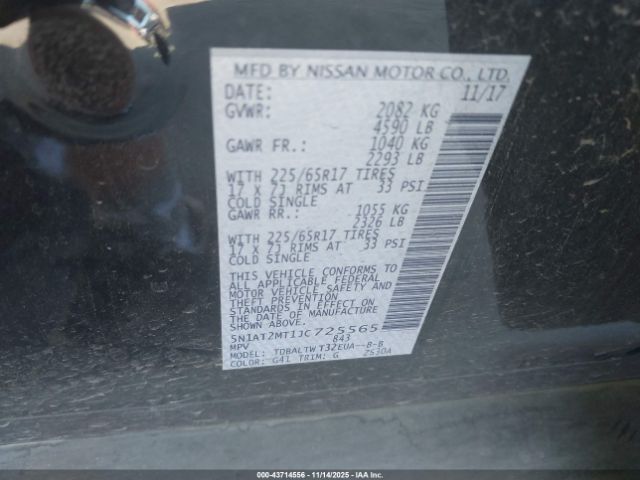 MFD BY NISSAN MOTOR CO., LTD.
DATE: 11/17
GVWR: 2082 KG
4590 LB
GAWR FR.: 1040 KG
2293 LB
WITH 225/65R17 TIRES
17 X 7J RIMS AT 33 PSI
COLD SINGLE
GAWR RR.: 1055 KG
2326 LB
WITH 225/65R17 TIRES
17 X 7J RIMS AT 33 PSI
COLD SINGLE
THIS VEHICLE CONFORMS TO
ALL APPLICABLE FEDERAL
MOTOR VEHICLE SAFETY AND
THEFT PREVENTION
STANDARDS IN EFFECT ON
THE DATE OF MANUFACTURE
SHOWN ABOVE.
5N1AT2MT1JC725565
MPV 843
MODEL: TDBALTW T32EUA--B-B
COLOR: G41 TRIM: G ZS30A
000-43714556 - 11/14/2025 - IAAI.COM